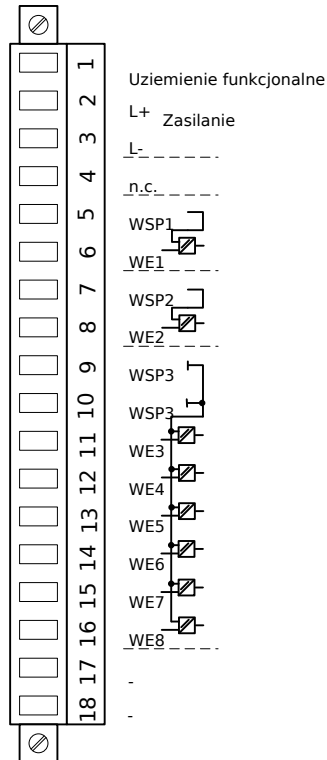 1
Uziemienie funkcjonalne
2
L+ Zasilanie
3
L-
4
n.c.
5
WSP1
6
WE1
7
WSP2
8
WE2
9
WSP3
10
WSP3
11
WE3
12
WE4
13
WE5
14
WE6
15
WE7
16
WE8
17
-
18
-